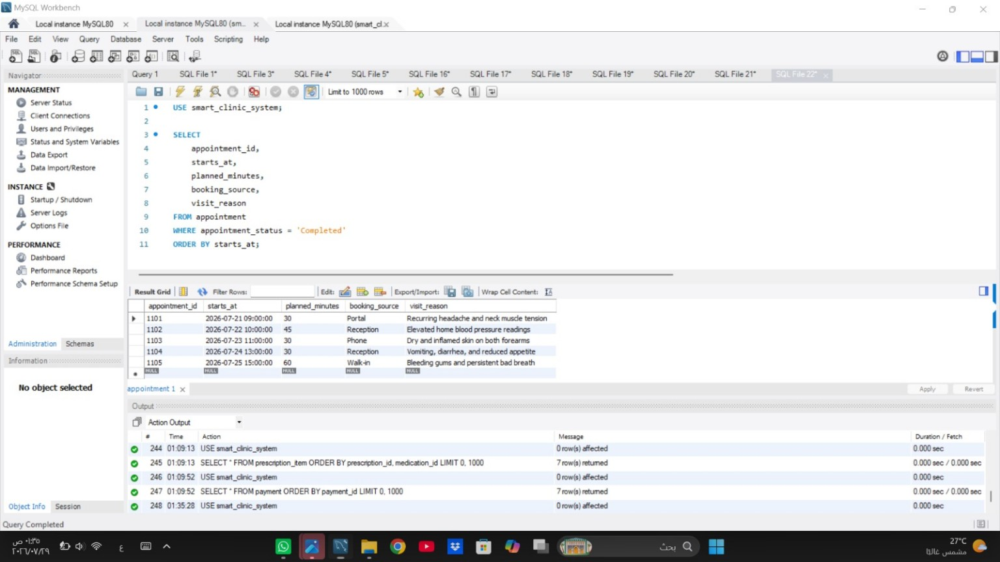 MySQL Workbench
Local instance MySQL80 × Local instance MySQL80 (sm... × Local instance MySQL80 (smart_cl×
File Edit View Query Database Server Tools Scripting Help
Navigator
Query 1 SQL File 1* SQL File 3* SQL File 4* SQL File 5* SQL File 16* SQL File 17* SQL File 18* SQL File 19* SQL File 20* SQL File 21* SQL File 22* ×
MANAGEMENT
Server Status
Client Connections
Users and Privileges
Status and System Variables
Data Export
Data Import/Restore
INSTANCE
Startup / Shutdown
Server Logs
Options File
PERFORMANCE
Dashboard
Performance Reports
Performance Schema Setup
Administration Schemas
Information
No object selected
Object Info Session
Limit to 1000 rows
1 USE smart_clinic_system;
2
3 SELECT
4 appointment_id,
5 starts_at,
6 planned_minutes,
7 booking_source,
8 visit_reason
9 FROM appointment
10 WHERE appointment_status = 'Completed'
11 ORDER BY starts_at;
Result Grid Filter Rows: Edit: Export/Import: Wrap Cell Content:
appointment_id starts_at planned_minutes booking_source visit_reason
1101 2026-07-21 09:00:00 30 Portal Recurring headache and neck muscle tension
1102 2026-07-22 10:00:00 45 Reception Elevated home blood pressure readings
1103 2026-07-23 11:00:00 30 Phone Dry and inflamed skin on both forearms
1104 2026-07-24 13:00:00 30 Reception Vomiting, diarrhea, and reduced appetite
1105 2026-07-25 15:00:00 60 Walk-in Bleeding gums and persistent bad breath
NULL NULL NULL NULL NULL
appointment 1 × Apply Revert
Output
Action Output
# Time Action Message Duration / Fetch
244 01:09:13 USE smart_clinic_system 0 row(s) affected 0.000 sec
245 01:09:13 SELECT * FROM prescription_item ORDER BY prescription_id, medication_id LIMIT 0, 1000 7 row(s) returned 0.000 sec / 0.000 sec
246 01:09:52 USE smart_clinic_system 0 row(s) affected 0.000 sec
247 01:09:52 SELECT * FROM payment ORDER BY payment_id LIMIT 0, 1000 7 row(s) returned 0.000 sec / 0.000 sec
248 01:35:28 USE smart_clinic_system 0 row(s) affected 0.000 sec
Query Completed
٠١:٣٥ ص
٢٠٢٦/٠٧/٢٩
ع
بحث
27°C
مشمس غالبًا